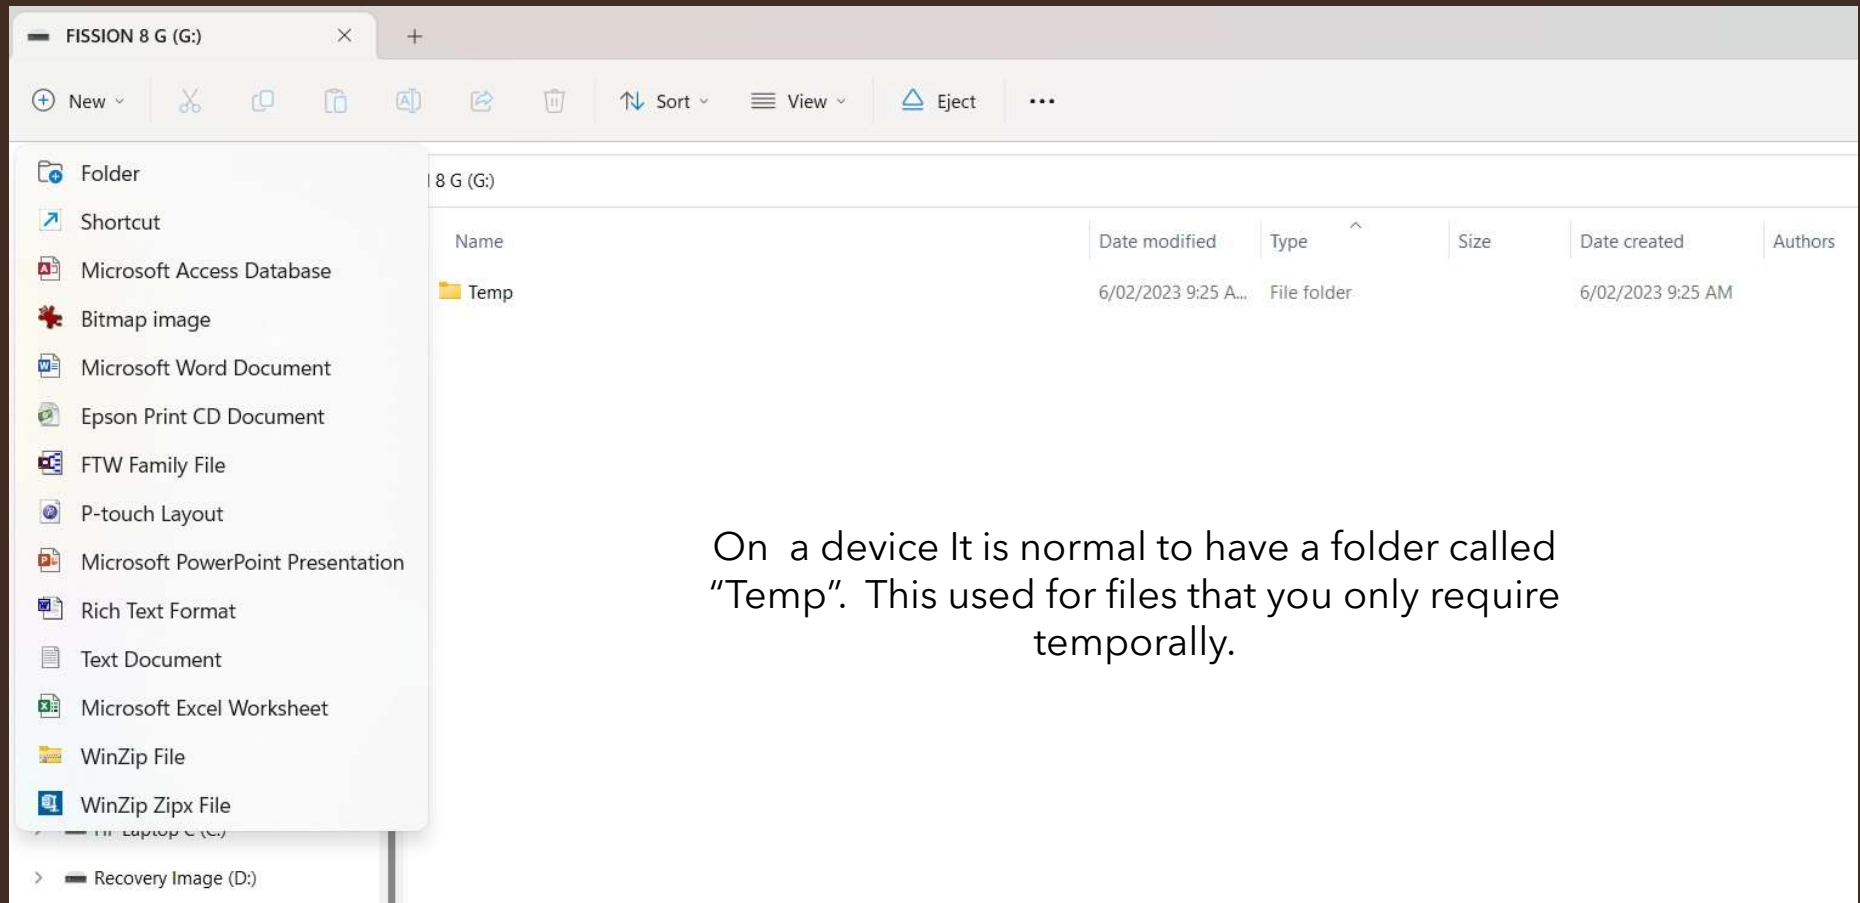 FISSION 8 G (G:)
New
Sort
View
Eject
Folder
Shortcut
Microsoft Access Database
Bitmap image
Microsoft Word Document
Epson Print CD Document
FTW Family File
P-touch Layout
Microsoft PowerPoint Presentation
Rich Text Format
Text Document
Microsoft Excel Worksheet
WinZip File
WinZip Zipx File
Laptop C (C:)
Recovery Image (D:)
8 G (G:)
Name Date modified Type Size Date created Authors
Temp 6/02/2023 9:25 A... File folder 6/02/2023 9:25 AM
On a device It is normal to have a folder called
"Temp". This used for files that you only require
temporally.